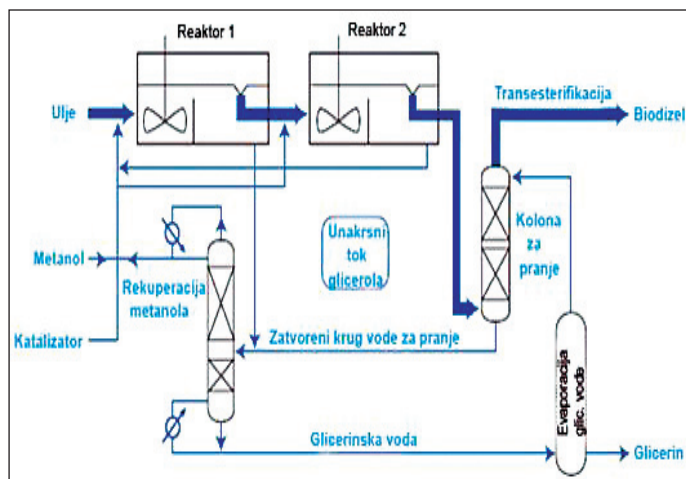 Reaktor 1
Reaktor 2
Ulje
Transesterifikacija
Biodizel
Unakrsni
tok
glicerola
Kolona
za
pranje
Metanol
Rekuperacija
metanola
Katalizator
Zatvoreni krug vode za pranje
Evaporacija
glic. vode
Glicerinska voda
Glicerin